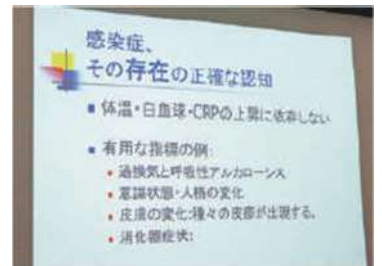 感染症、
その存在の正確な認知
体温・白血球・CRPの上昇に依存しない
有用な指標の例:
過換気と呼吸性アルカローシス
意識状態・人格の変化
皮膚の変化:種々の皮疹が出現する。
消化器症状: